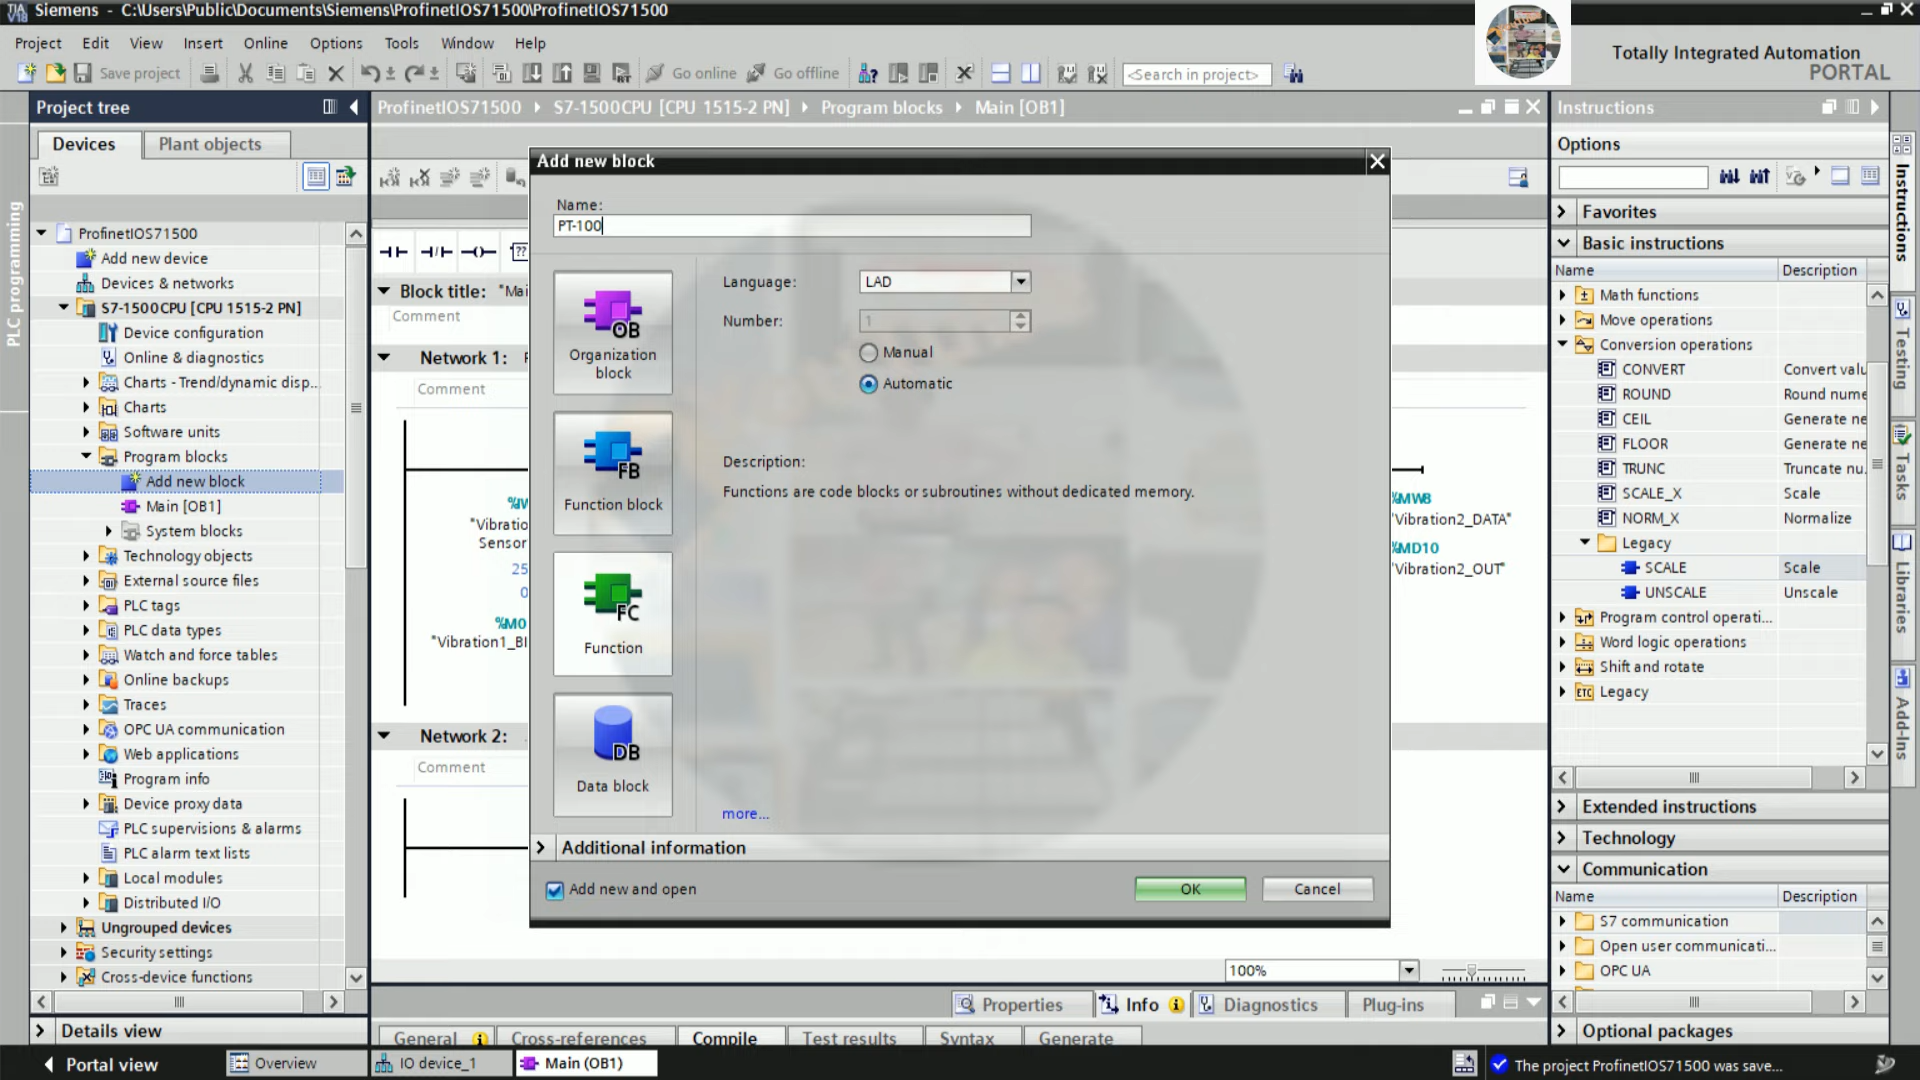 Siemens - C:\Users\Public\Documents\Siemens\ProfinetIOS71500\ProfinetIOS71500
Project Edit View Insert Online Options Tools Window Help
Totally Integrated Automation
PORTAL
Save project
Go online
Go offline
<Search in project>
Project tree
ProfinetIOS71500 S7-1500CPU [CPU 1515-2 PN] Program blocks Main [OB1]
Instructions
Devices
Plant objects
Options
PLC programming
ProfinetIOS71500
Add new device
Devices & networks
S7-1500CPU [CPU 1515-2 PN]
Device configuration
Online & diagnostics
Charts - Trend/dynamic disp...
Charts
Software units
Program blocks
Add new block
Main [OB1]
System blocks
Technology objects
External source files
PLC tags
PLC data types
Watch and force tables
Online backups
Traces
OPC UA communication
Web applications
Program info
Device proxy data
PLC supervisions & alarms
PLC alarm text lists
Local modules
Distributed I/O
Ungrouped devices
Security settings
Cross-device functions
Details view
Block title: "Mai
Comment
Network 1:
Comment
"Vibratio
Sensor
25
0
%M0
"Vibration1_BI
%MW8
"Vibration2_DATA"
%MD10
"Vibration2_OUT"
Network 2:
Comment
Add new block
Name:
PT-100
Organization
block
OB
Function block
FB
Function
FC
Data block
DB
Language: LAD
Number: 1
Manual
Automatic
Description:
Functions are code blocks or subroutines without dedicated memory.
more...
Additional information
Add new and open
OK
Cancel
100%
Properties
Info
Diagnostics
Plug-ins
General
Cross-references
Compile
Test results
Syntax
Generate
Favorites
Basic instructions
Name Description
Math functions
Move operations
Conversion operations
CONVERT Convert valu
ROUND Round nume
CEIL Generate ne
FLOOR Generate ne
TRUNC Truncate nu.
SCALE_X Scale
NORM_X Normalize
Legacy
SCALE Scale
UNSCALE Unscale
Program control operati...
Word logic operations
Shift and rotate
Legacy
Extended instructions
Technology
Communication
Name Description
S7 communication
Open user communicati...
OPC UA
Optional packages
Instructions
Testing
Tasks
Libraries
Add-Ins
Portal view
Overview
IO device_1
Main (OB1)
The project ProfinetIOS71500 was save...